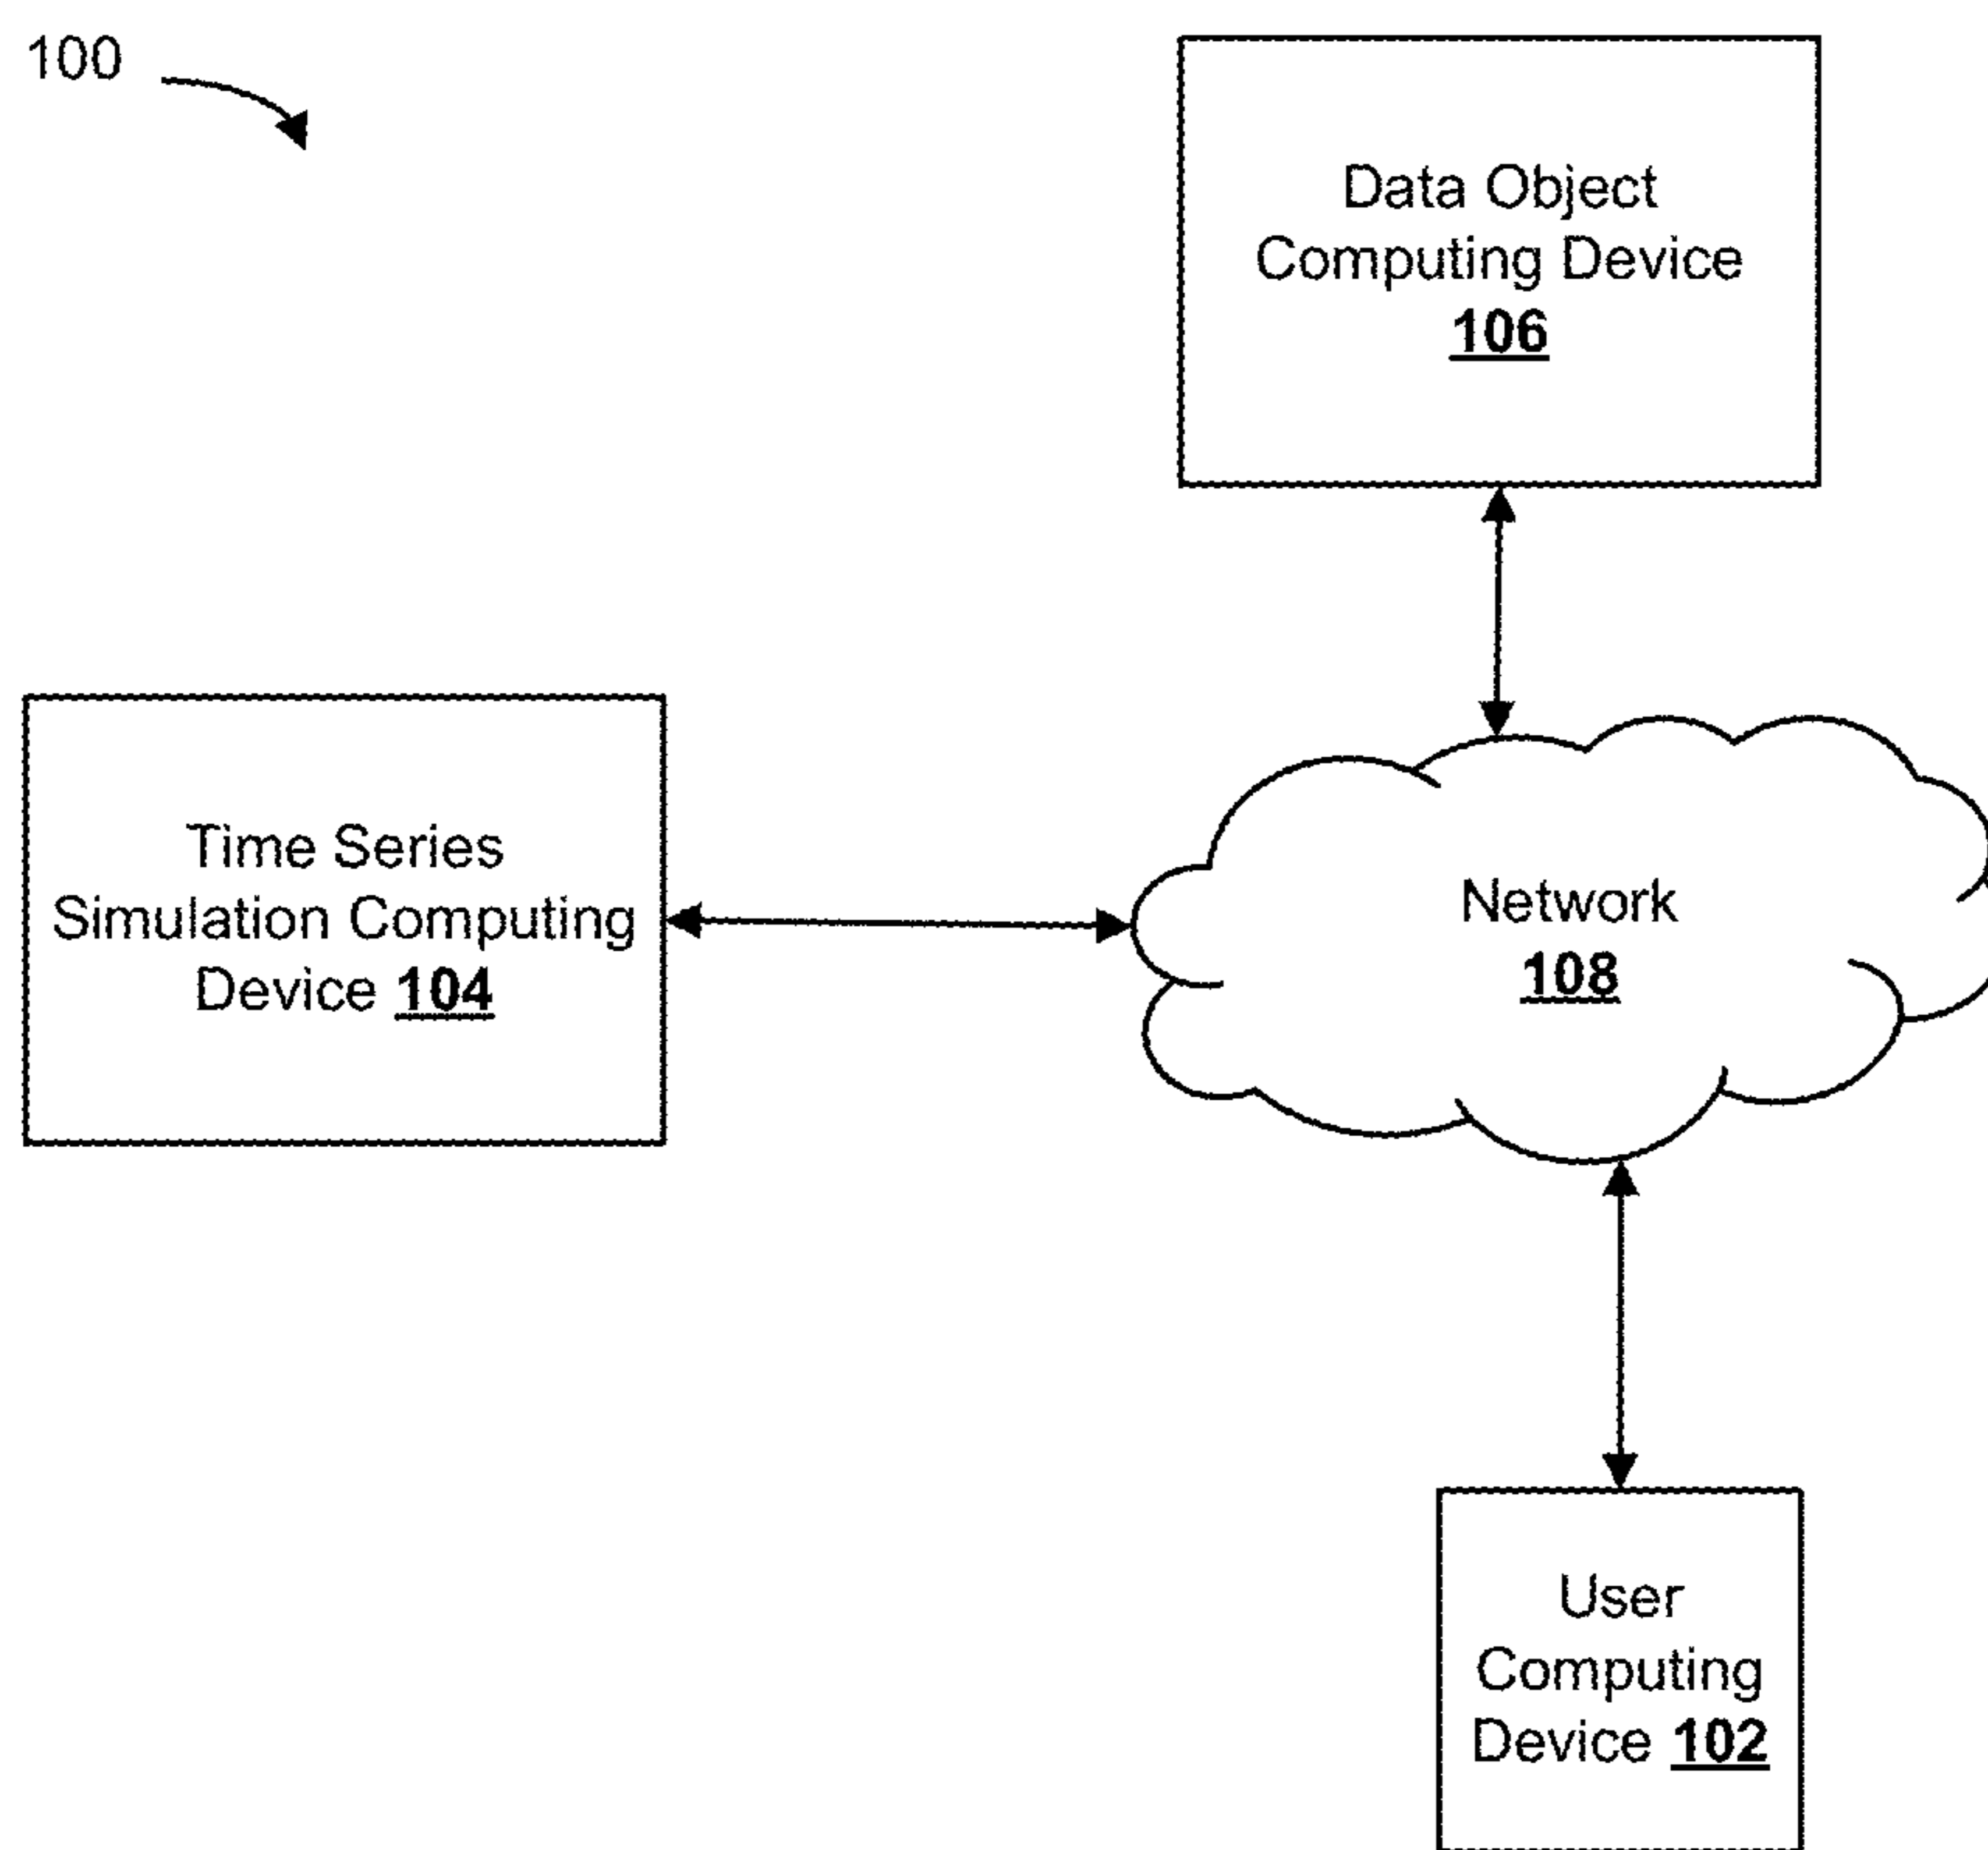 100
Data Object
Computing Device
106
Time Series
Simulation Computing
Device 104
Network
108
User
Computing
Device 102